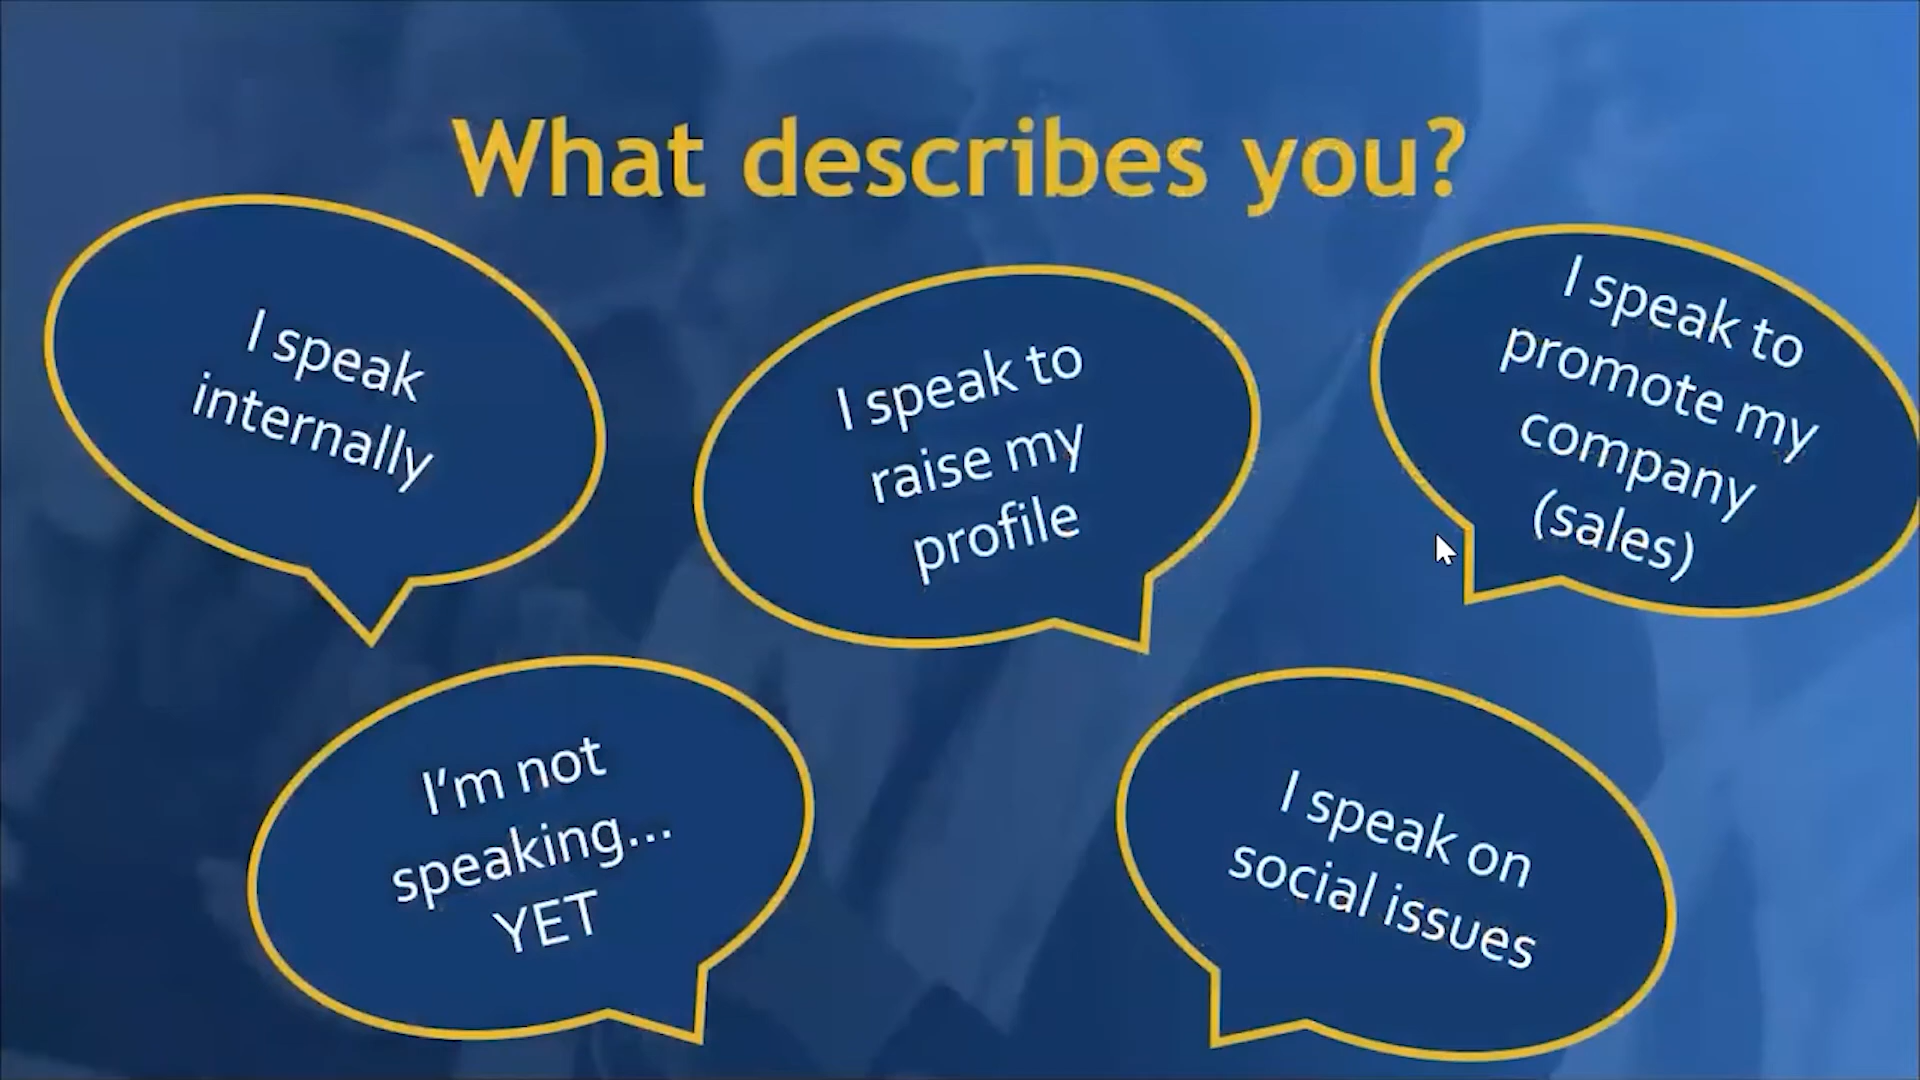 What describes you?
I speak
internally
I speak to
raise my
profile
I speak to
promote my
company
(sales)
I'm not
speaking...
YET
I speak on
social issues